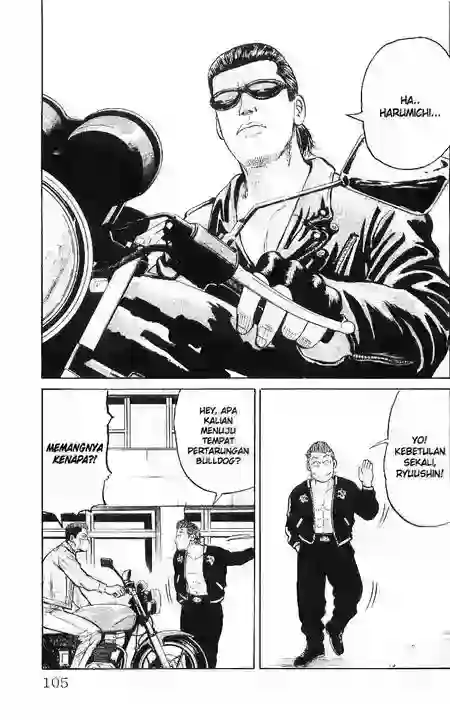 HA..
HARUMICHI...
YO!
KEBETULAN
SEKALI,
RYUUSHIN!
HEY, APA
KALIAN
MENUJU
TEMPAT
PERTARUNGAN
BULLDOG?
MEMANGNYA
KENAPA?!
105